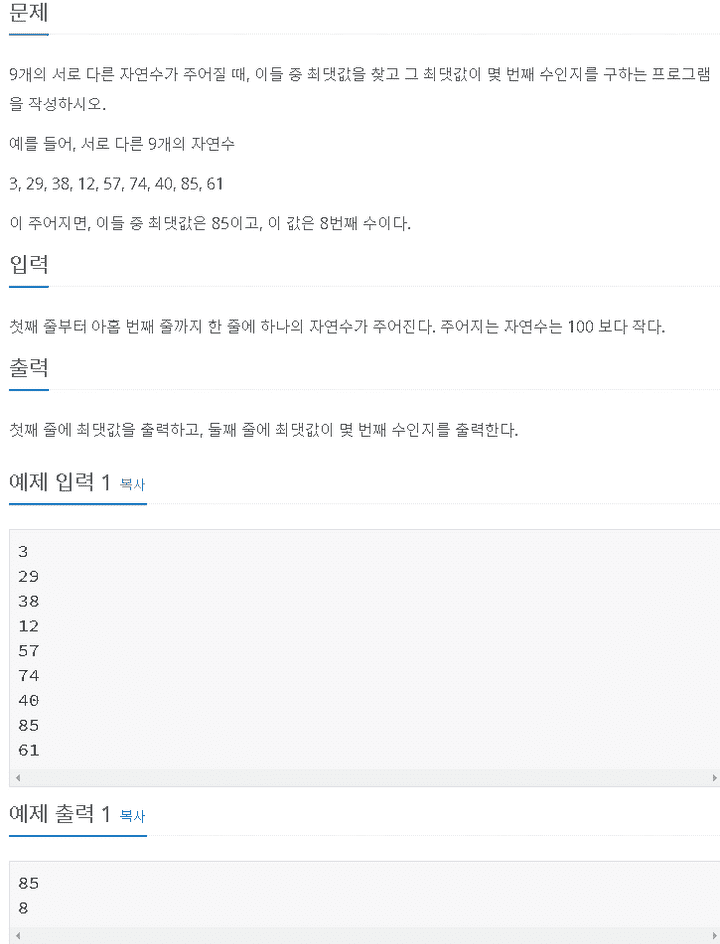 문제
9개의 서로 다른 자연수가 주어질 때, 이들 중 최댓값을 찾고 그 최댓값이 몇 번째 수인지를 구하는 프로그램
을 작성하시오.
예를 들어, 서로 다른 9개의 자연수
3, 29, 38, 12, 57, 74, 40, 85, 61
이 주어지면, 이들 중 최댓값은 85이고, 이 값은 8번째 수이다.
입력
첫째 줄부터 아홉 번째 줄까지 한 줄에 하나의 자연수가 주어진다. 주어지는 자연수는 100 보다 작다.
출력
첫째 줄에 최댓값을 출력하고, 둘째 줄에 최댓값이 몇 번째 수인지를 출력한다.
예제 입력 1 복사
3
29
38
12
57
74
40
85
61
예제 출력 1 복사
85
8